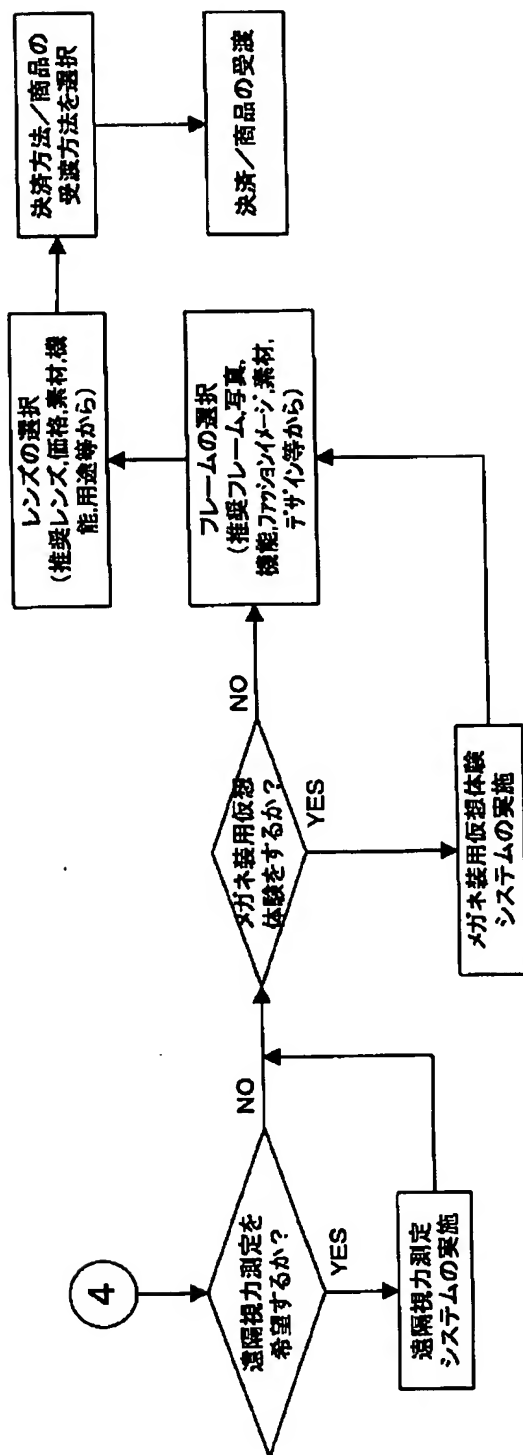 4
遠隔視力測定を
希望するか?
YES
NO
遠隔視力測定
システムの実施
メガネ装用仮想
体験をするか?
YES
NO
メガネ装用仮想体験
システムの実施
フレームの選択
(推奨フレーム,写真,
機能,ファッションイメージ,素材,
デザイン等から)
レンズの選択
(推奨レンズ,価格,素材,機
能,用途等から)
決済方法/商品の
受渡方法を選択
決済/商品の受渡